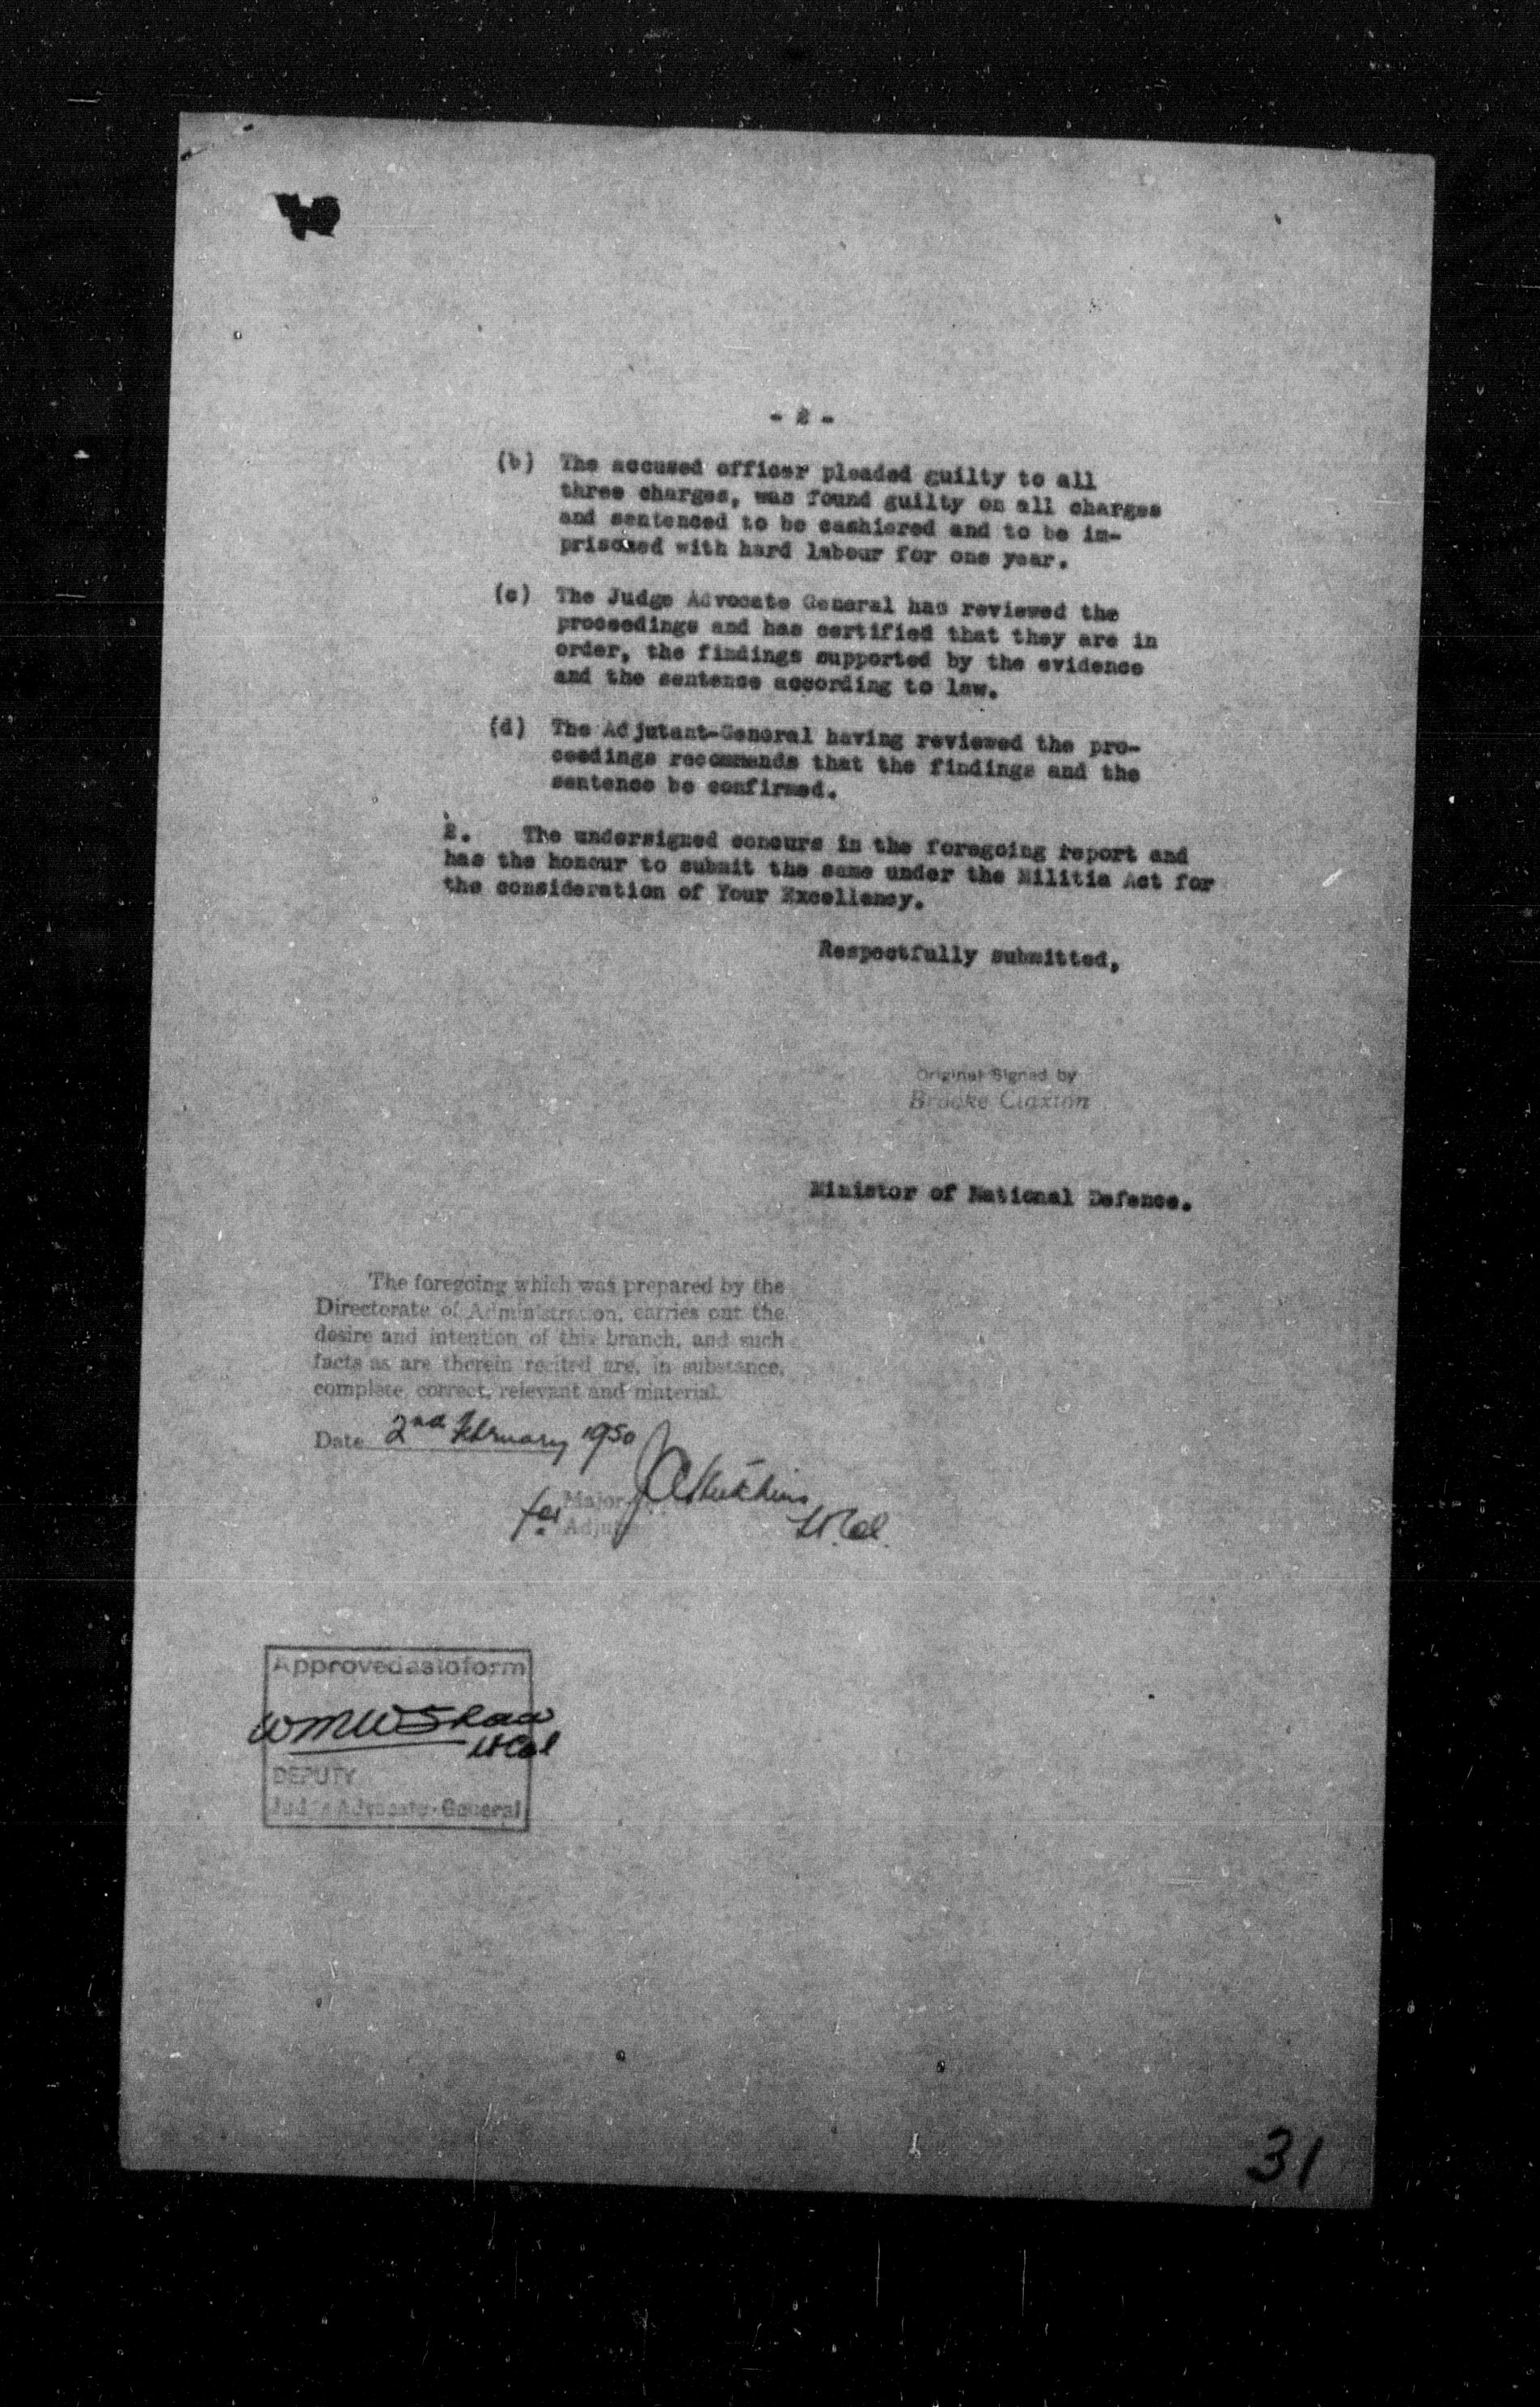 - 2 -
(b) The accused officer pleaded guilty to all
three charges, was found guilty on all charges
and sentenced to be cashiered and to be im-
prisoned with hard labour for one year.
(c) The Judge Advocate General has reviewed the
proceedings and has certified that they are in
order, the findings supported by the evidence
and the sentence according to law.
(d) The Adjutant-General having reviewed the pro-
ceedings recommends that the findings and the
sentence be confirmed.
2. The undersigned concurs in the foregoing report and
has the honour to submit the same under the Militia Act for
the consideration of Your Excellency.
Respectfully submitted,
Original Signed by
Brooke Claxton
Minister of National Defence.
The foregoing which was prepared by the
Directorate of Administration, carries out the
desire and intention of this branch, and such
facts as are therein recited are, in substance,
complete, correct, relevant and material.
Date 2nd February 1950
for Major
Lt. Col.
Approved as to form
WMWShaw
Lt Col
DEPUTY
Judge Advocate-General
31